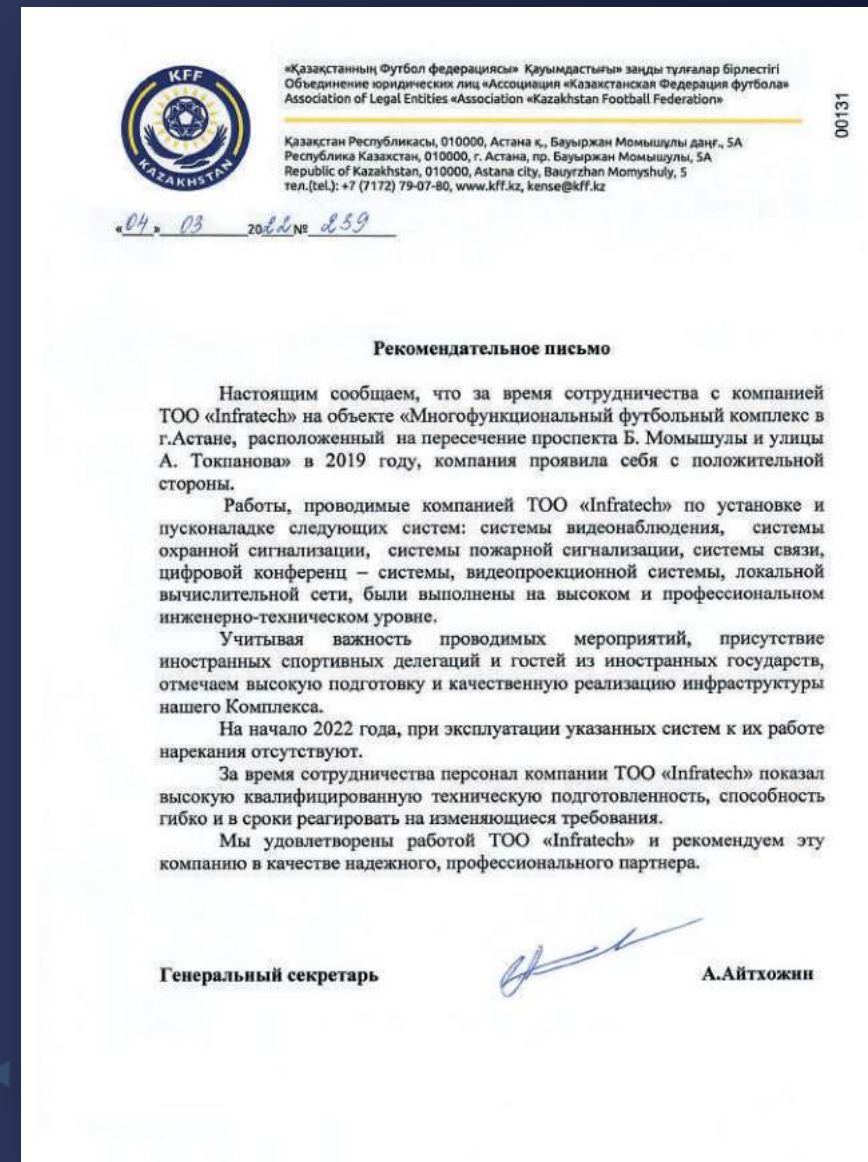 KFF
KAZAKHSTAN
«Қазақстанның Футбол федерациясы» Қауымдастығы» заңды тұлғалар бірлестігі
Объединение юридических лиц «Ассоциация «Казахстанская Федерация футбола»
Association of Legal Entities «Association «Kazakhstan Football Federation»
Қазақстан Республикасы, 010000, Астана қ., Бауыржан Момышұлы даңғ., 5А
Республика Казахстан, 010000, г. Астана, пр. Бауыржан Момышулы, 5А
Republic of Kazakhstan, 010000, Astana city, Bauyrzhan Momyshuly, 5
тел.(tel.): +7 (7172) 79-07-80, www.kff.kz, kense@kff.kz
00131
«04» 03 2022 № 239
Рекомендательное письмо
Настоящим сообщаем, что за время сотрудничества с компанией
ТОО «Infratech» на объекте «Многофункциональный футбольный комплекс в
г.Астане, расположенный на пересечение проспекта Б. Момышулы и улицы
А. Токпанова» в 2019 году, компания проявила себя с положительной
стороны.
Работы, проводимые компанией ТОО «Infratech» по установке и
пусконаладке следующих систем: системы видеонаблюдения, системы
охранной сигнализации, системы пожарной сигнализации, системы связи,
цифровой конференц – системы, видеопроекционной системы, локальной
вычислительной сети, были выполнены на высоком и профессиональном
инженерно-техническом уровне.
Учитывая важность проводимых мероприятий, присутствие
иностранных спортивных делегаций и гостей из иностранных государств,
отмечаем высокую подготовку и качественную реализацию инфраструктуры
нашего Комплекса.
На начало 2022 года, при эксплуатации указанных систем к их работе
нарекания отсутствуют.
За время сотрудничества персонал компании ТОО «Infratech» показал
высокую квалифицированную техническую подготовленность, способность
гибко и в сроки реагировать на изменяющиеся требования.
Мы удовлетворены работой ТОО «Infratech» и рекомендуем эту
компанию в качестве надежного, профессионального партнера.
Генеральный секретарь А.Айтхожин